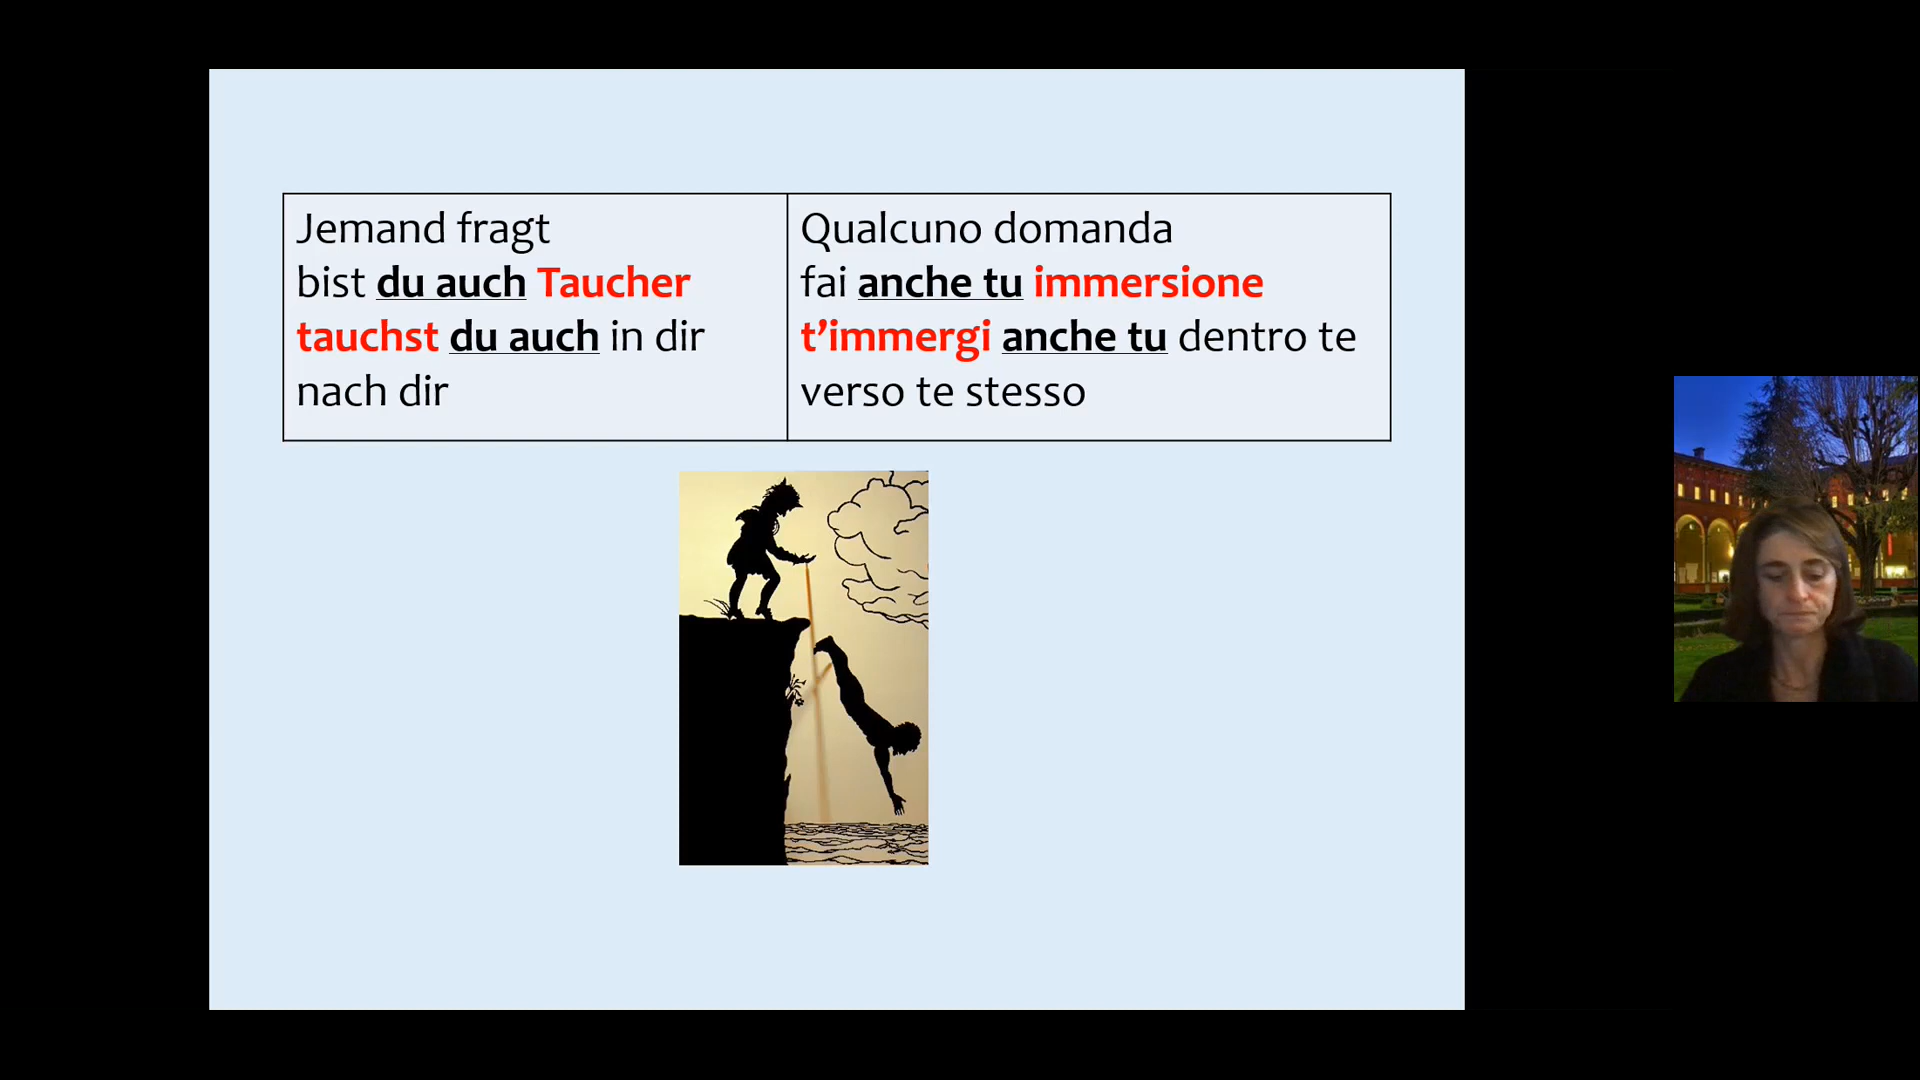 Jemand fragt
bist du auch Taucher
tauchst du auch in dir
nach dir
Qualcuno domanda
fai anche tu immersione
t’immergi anche tu dentro te
verso te stesso